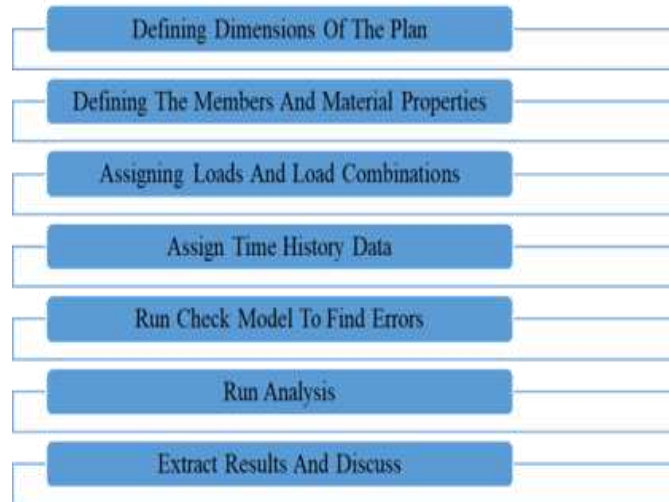 Defining Dimensions Of The Plan
Defining The Members And Material Properties
Assigning Loads And Load Combinations
Assign Time History Data
Run Check Model To Find Errors
Run Analysis
Extract Results And Discuss